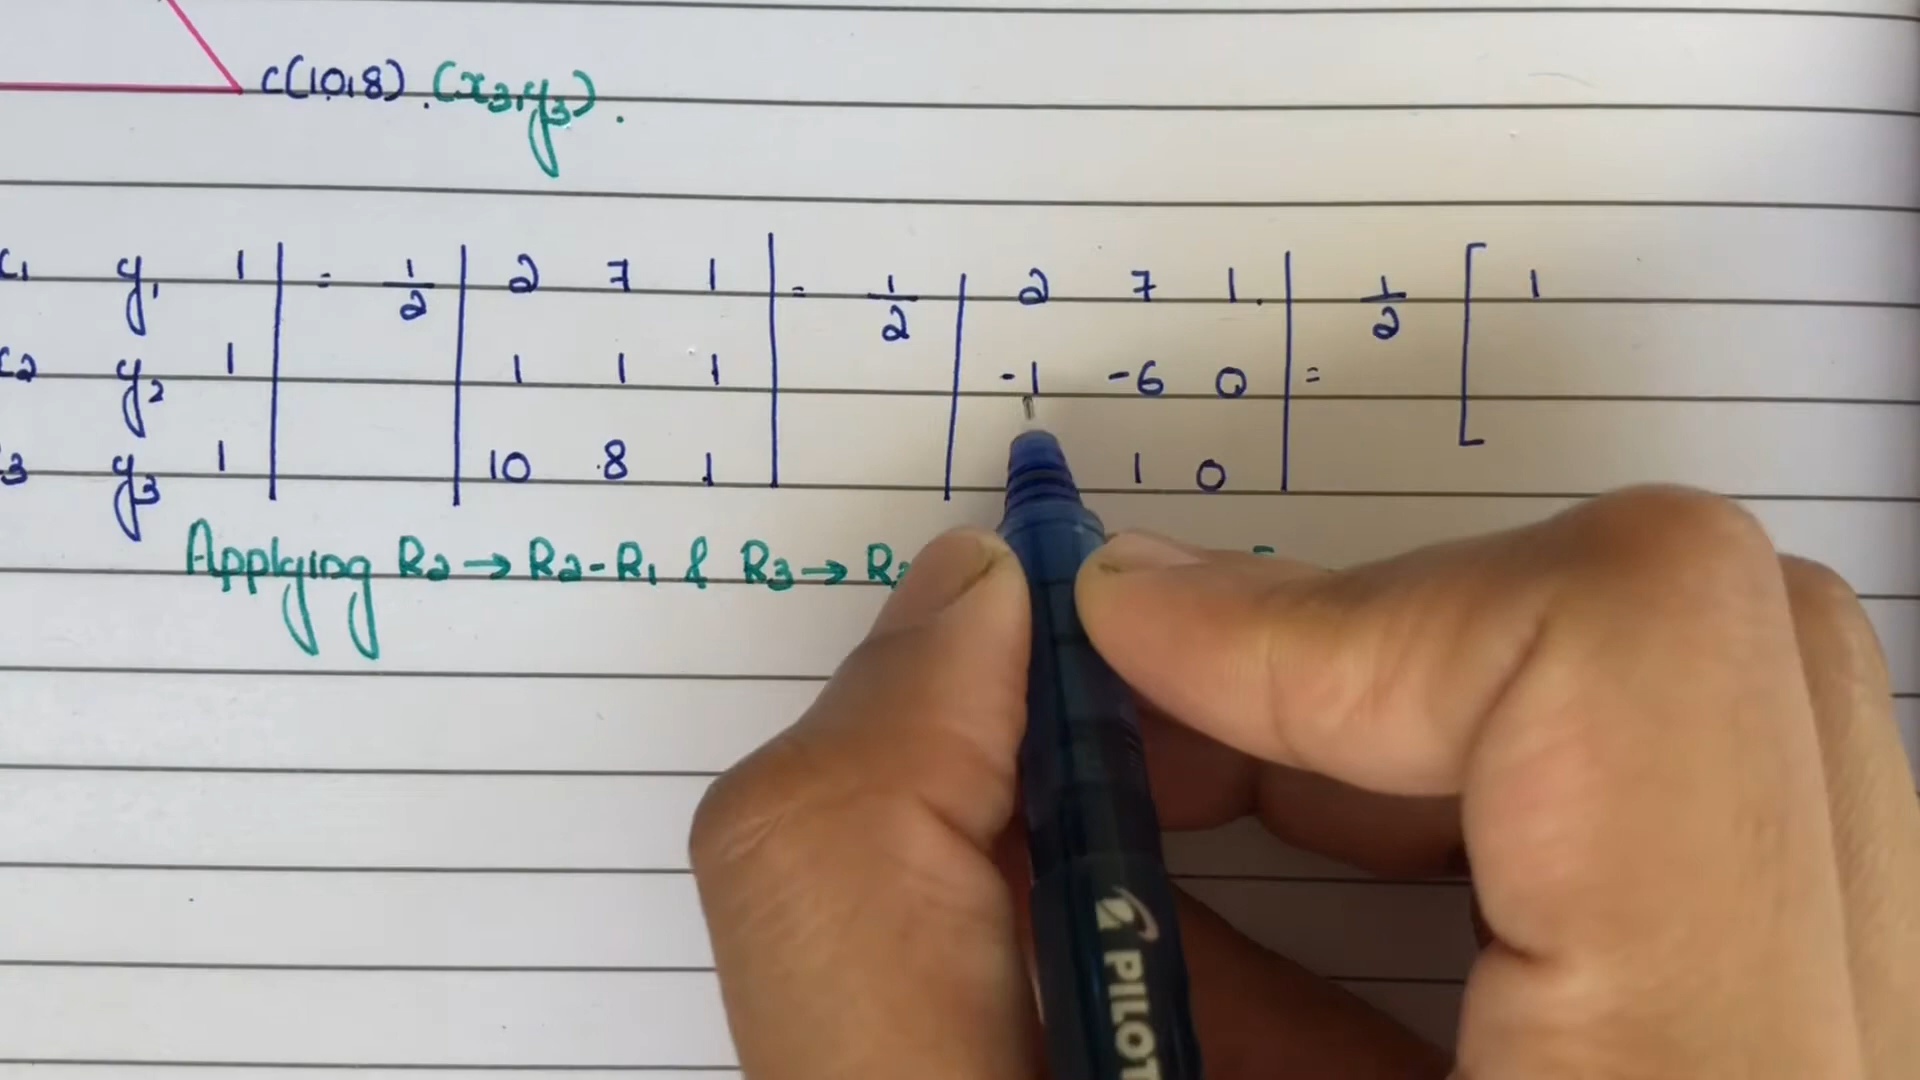 C(10,8). (x3,y3).
y1 1 | = 1/2 | 2 7 1 | = 1/2 | 2 7 1. | 1/2 [ 1
y2 1 | 1 1 1 | -1 -6 0 | =
3 y3 1 | 10 .8 1 | 1 0 |
Applying R2 → R2-R1 & R3 →
PILOT